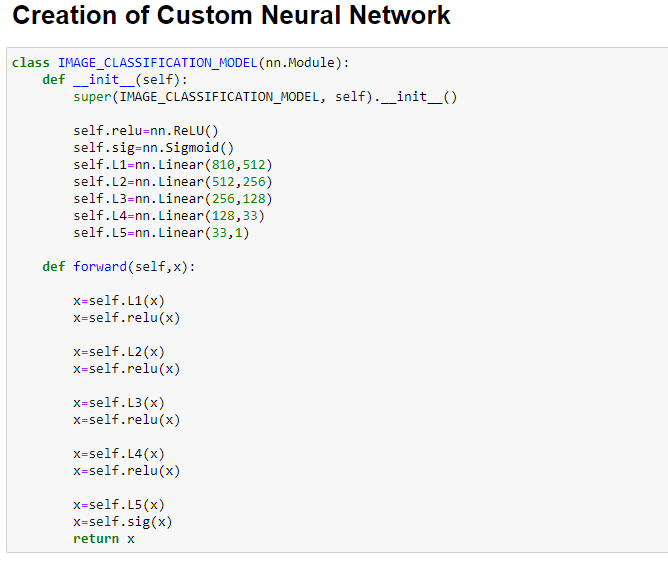 Creation of Custom Neural Network
class IMAGE_CLASSIFICATION_MODEL(nn.Module):
    def __init__(self):
        super(IMAGE_CLASSIFICATION_MODEL, self).__init__()
        self.relu=nn.ReLU()
        self.sig=nn.Sigmoid()
        self.L1=nn.Linear(810,512)
        self.L2=nn.Linear(512,256)
        self.L3=nn.Linear(256,128)
        self.L4=nn.Linear(128,33)
        self.L5=nn.Linear(33,1)
    def forward(self,x):
        x=self.L1(x)
        x=self.relu(x)
        x=self.L2(x)
        x=self.relu(x)
        x=self.L3(x)
        x=self.relu(x)
        x=self.L4(x)
        x=self.relu(x)
        x=self.L5(x)
        x=self.sig(x)
        return x